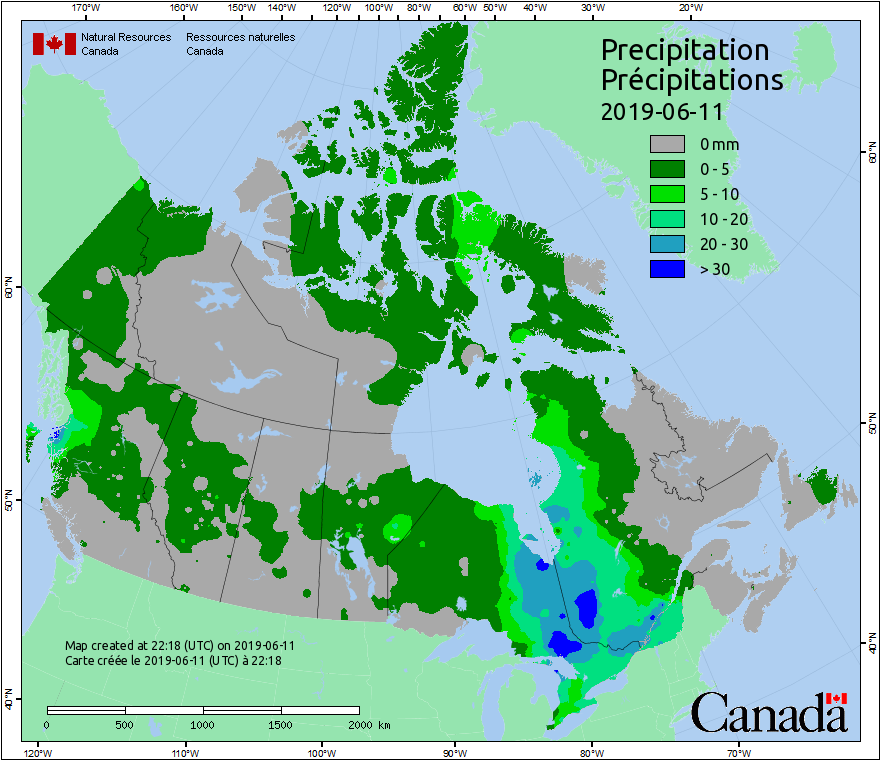 170°W 160°W 150°W 140°W 130°W 120°W 110°W 100°W 90°W 80°W 60°W 50°W 40°W 30°W 20°W
Natural Resources Ressources naturelles
Canada Canada
Precipitation
Précipitations
2019-06-11
0 mm
0 - 5
5 - 10
10 - 20
20 - 30
> 30
60°N
60°N
50°N
50°N
40°N
40°N
Map created at 22:18 (UTC) on 2019-06-11
Carte créée le 2019-06-11 (UTC) à 22:18
0 500 1000 1500 2000 km
Canada
120°W 110°W 100°W 90°W 80°W 70°W